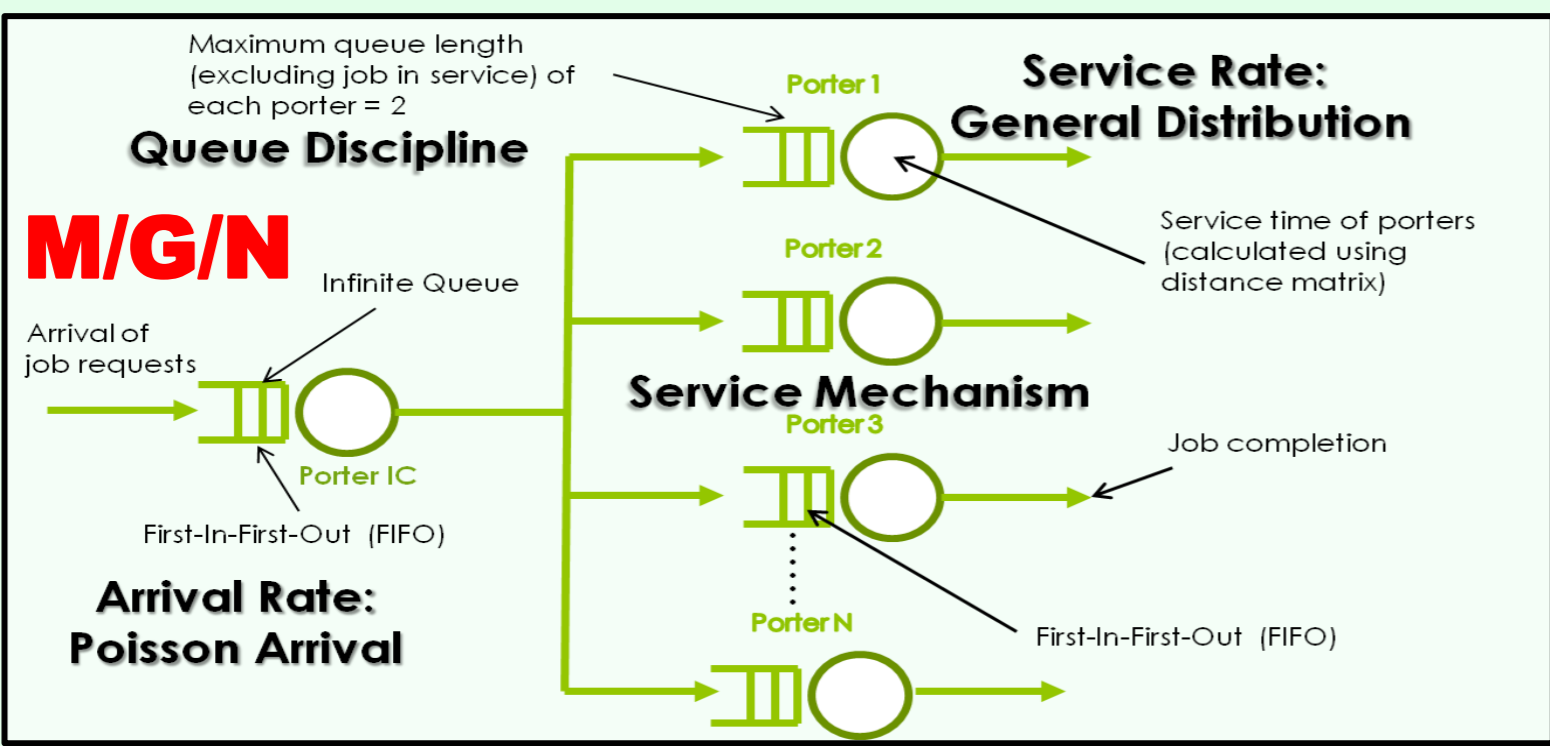 Maximum queue length
(excluding job in service) of
each porter = 2
Queue Discipline
Porter 1
Service Rate:
General Distribution
M/G/N
Infinite Queue
Arrival of
job requests
Porter IC
First-In-First-Out (FIFO)
Arrival Rate:
Poisson Arrival
Porter 2
Service time of porters
(calculated using
distance matrix)
Service Mechanism
Porter 3
Job completion
Porter N
First-In-First-Out (FIFO)